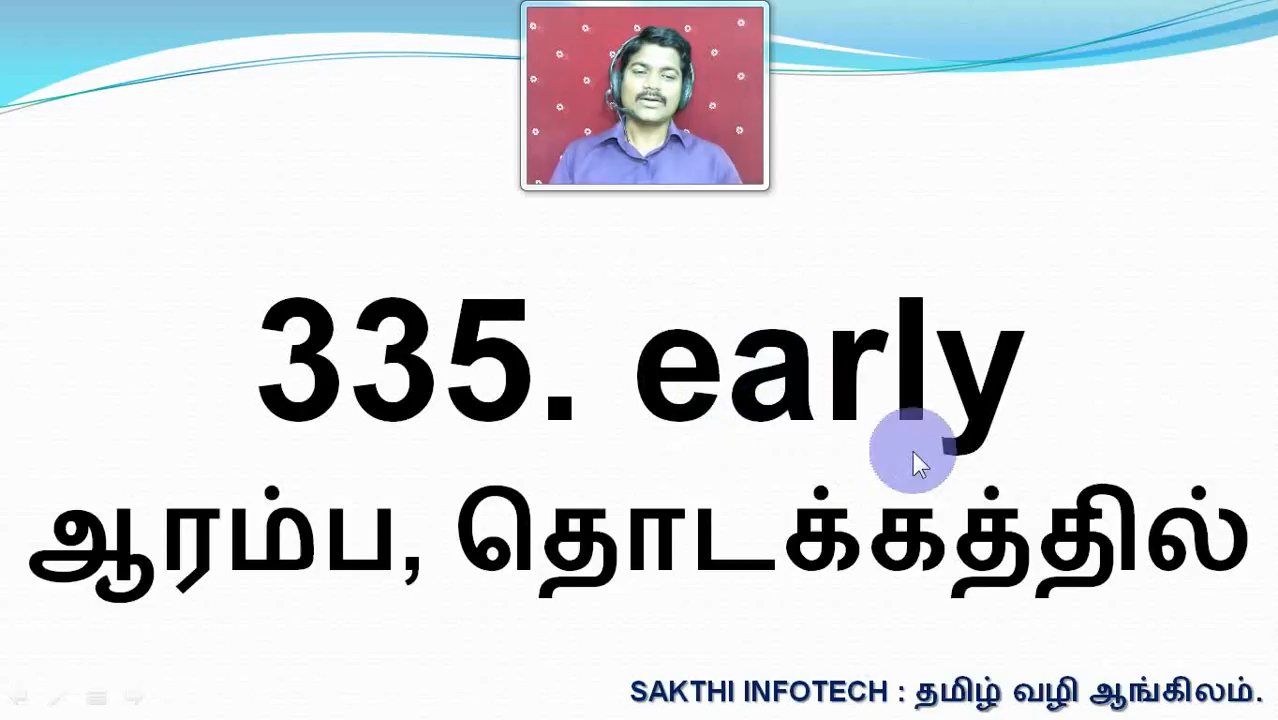 335. early
ஆரம்ப, தொடக்கத்தில்
SAKTHI INFOTECH : தமிழ் வழி ஆங்கிலம்.